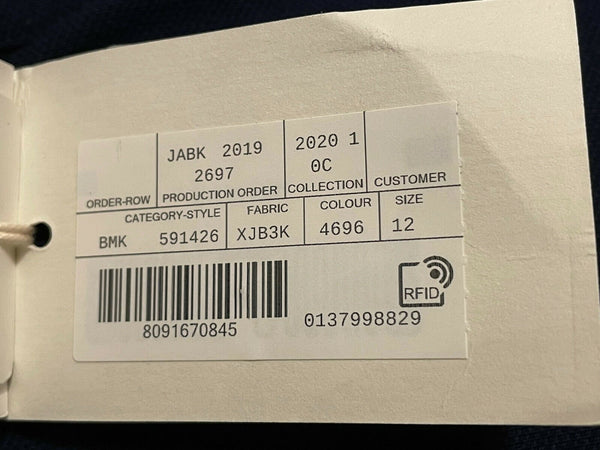 JABK 2019 2020 1
2697 0C
ORDER-ROW PRODUCTION ORDER COLLECTION CUSTOMER
CATEGORY-STYLE FABRIC COLOUR SIZE
BMK 591426 XJB3K 4696 12
RFID
8091670845 0137998829